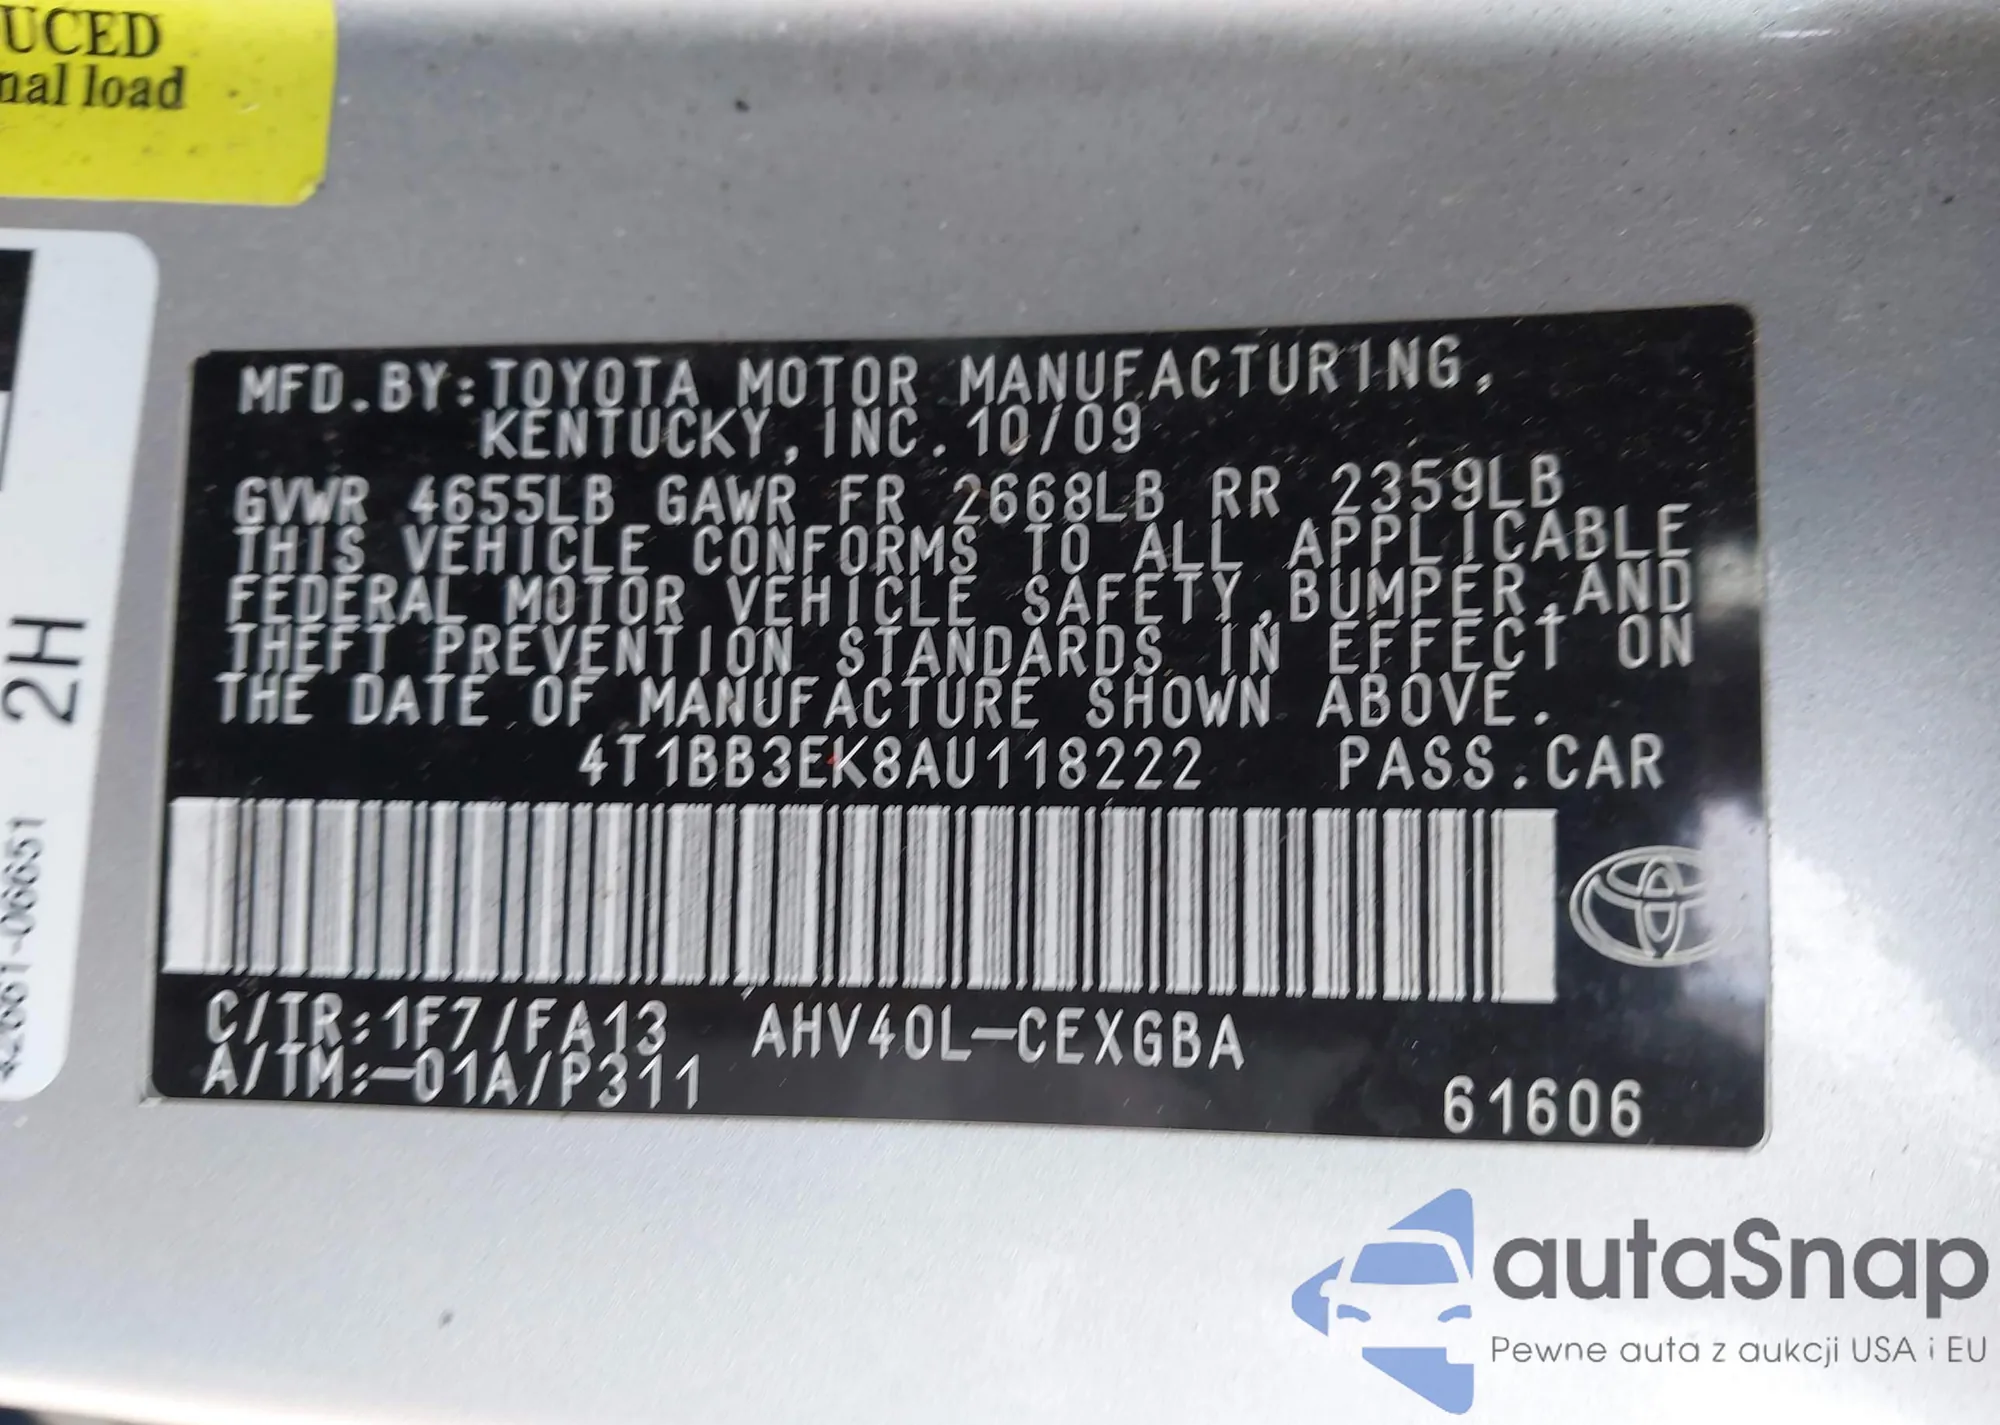 UCED
nal load
2H
42661-06651
MFD.BY:TOYOTA MOTOR MANUFACTURING,
KENTUCKY,INC.10/09
GVWR 4655LB GAWR FR 2668LB RR 2359LB
THIS VEHICLE CONFORMS TO ALL APPLICABLE
FEDERAL MOTOR VEHICLE SAFETY,BUMPER,AND
THEFT PREVENTION STANDARDS IN EFFECT ON
THE DATE OF MANUFACTURE SHOWN ABOVE.
4T1BB3EK8AU118222 PASS.CAR
C/TR:1F7/FA13 AHV40L-CEXGBA
A/TM:-01A/P311
61606
autaSnap
Pewne auta z aukcji USA i EU